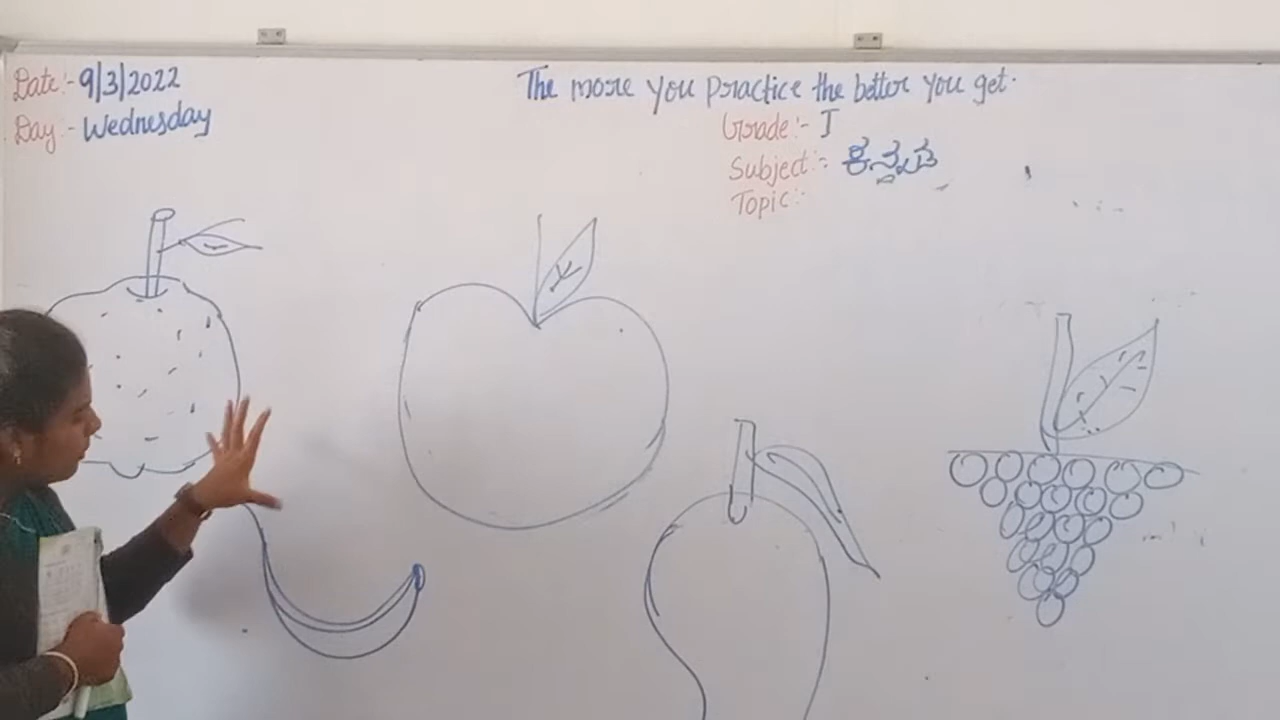 Date:- 9/3/2022
Day:- Wednesday
The more you practice the better you get.
Grade:- I
Subject:- ಕನ್ನಡ
Topic:-